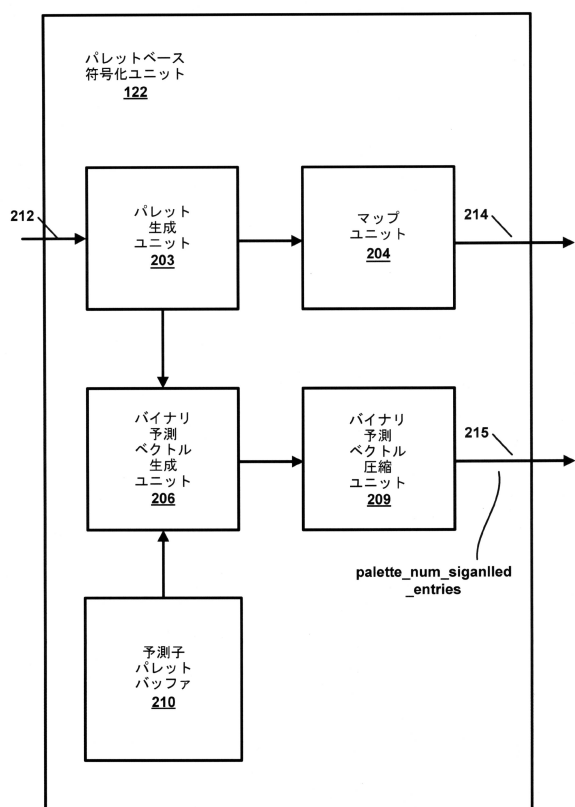 パレットベース
符号化ユニット
122
212
パレット
生成
ユニット
203
マップ
ユニット
204
214
バイナリ
予測
ベクトル
生成
ユニット
206
バイナリ
予測
ベクトル
圧縮
ユニット
209
215
palette_num_siganlled
_entries
予測子
パレット
バッファ
210